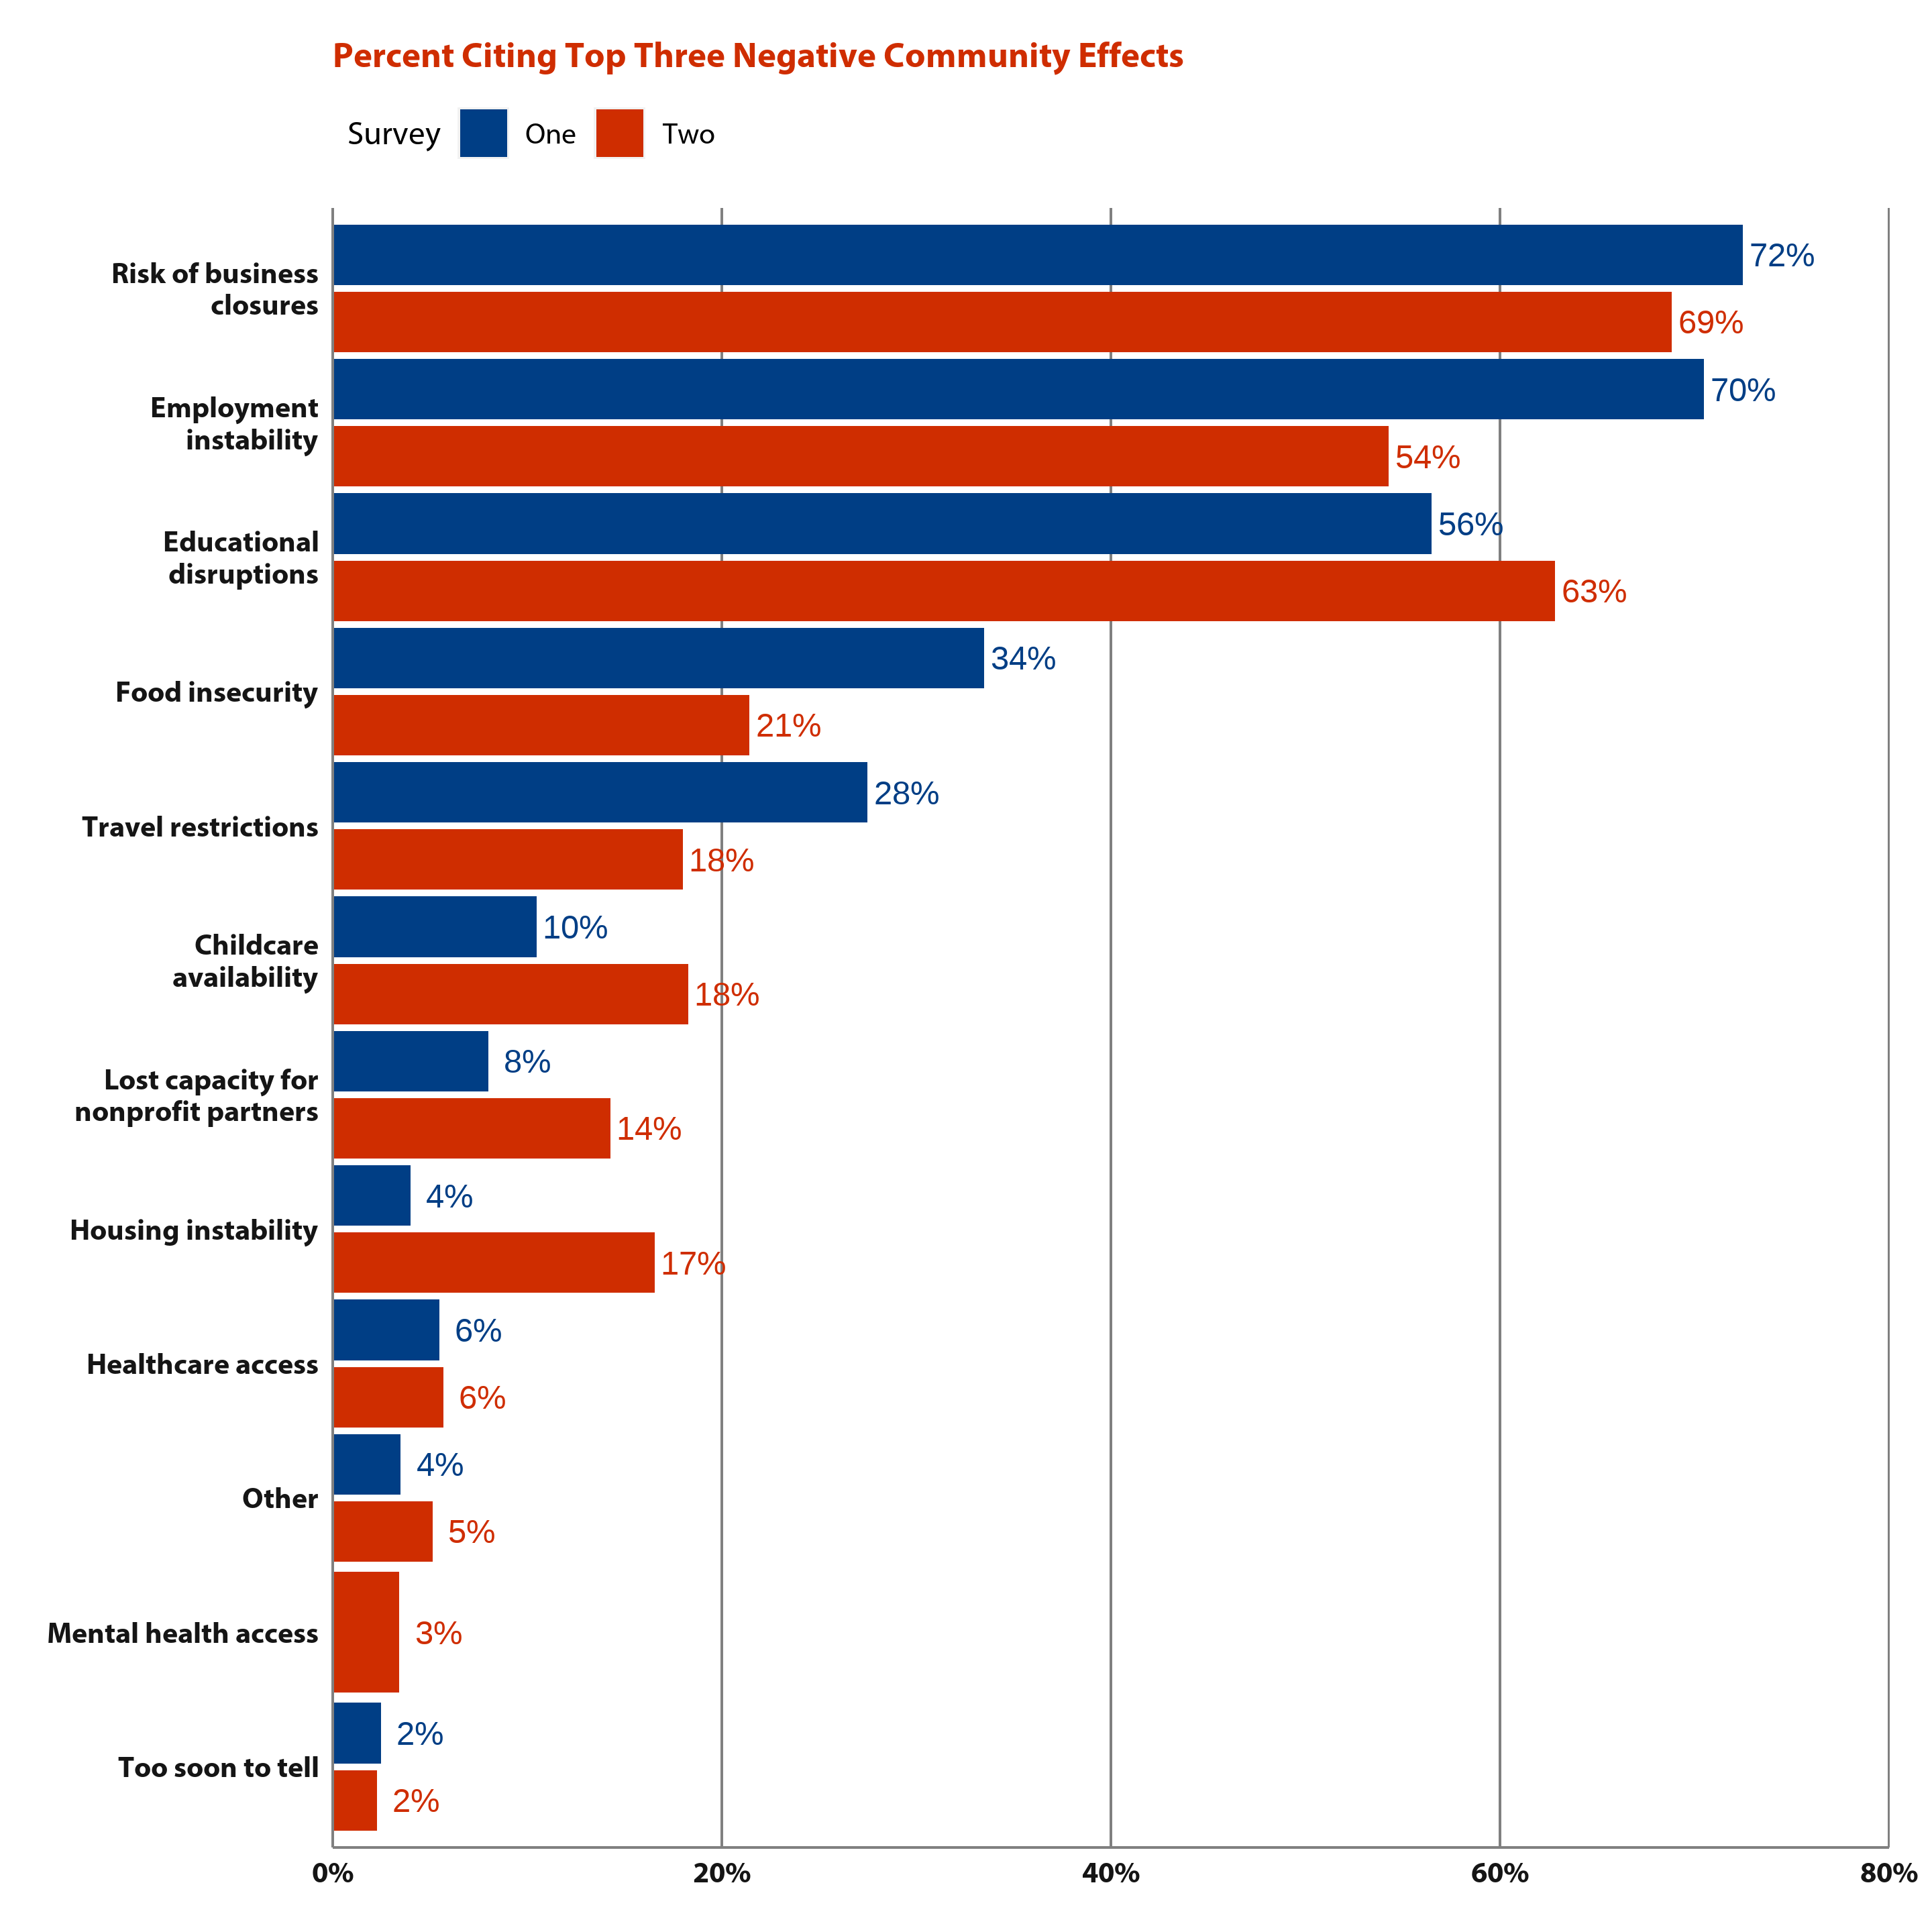 Percent Citing Top Three Negative Community Effects
Survey One Two
Risk of business
closures
72%
69%
Employment
instability
70%
54%
Educational
disruptions
56%
63%
Food insecurity
34%
21%
Travel restrictions
28%
18%
Childcare
availability
10%
18%
Lost capacity for
nonprofit partners
8%
14%
Housing instability
4%
17%
Healthcare access
6%
6%
Other
4%
5%
Mental health access
3%
Too soon to tell
2%
2%
0% 20% 40% 60% 80%